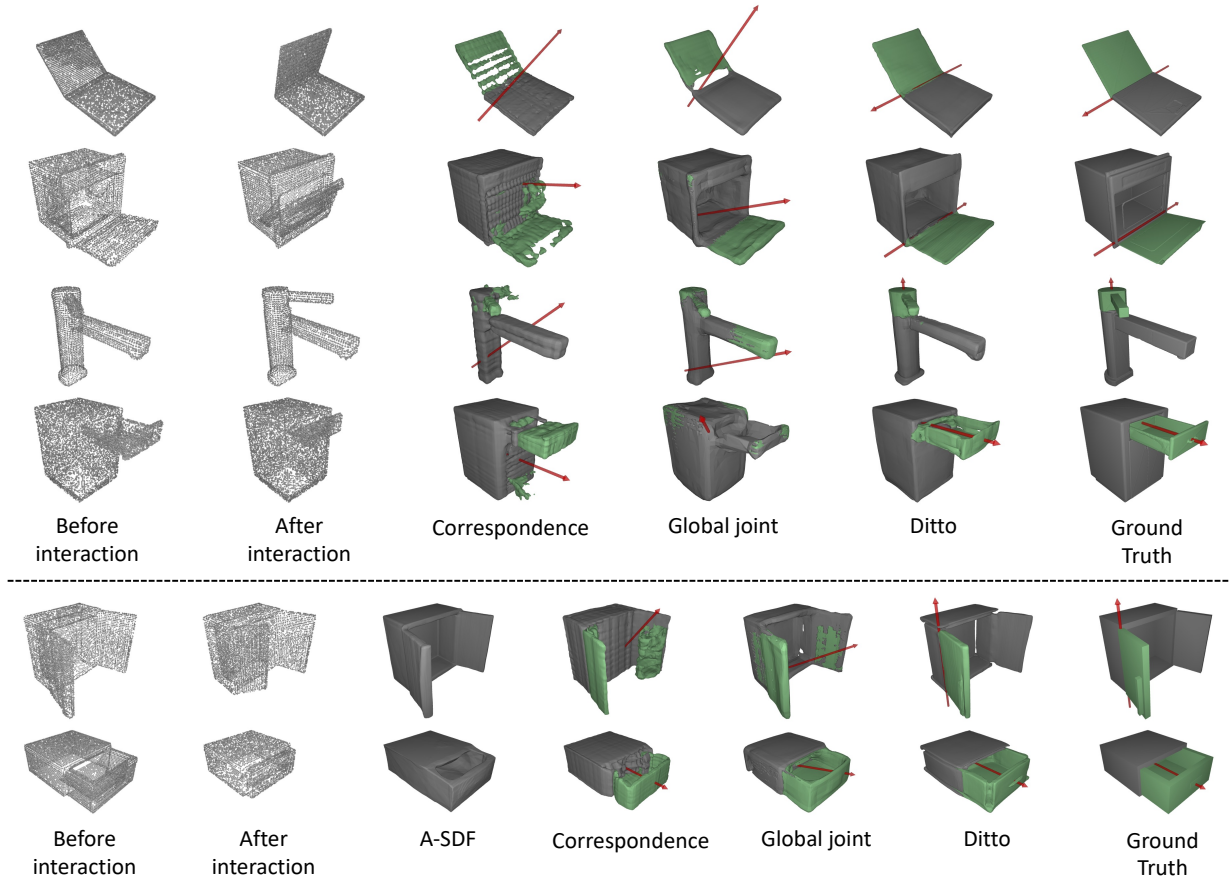 Before
interaction
After
interaction
Correspondence
Global joint
Ditto
Ground
Truth
Before
interaction
After
interaction
A-SDF
Correspondence
Global joint
Ditto
Ground
Truth